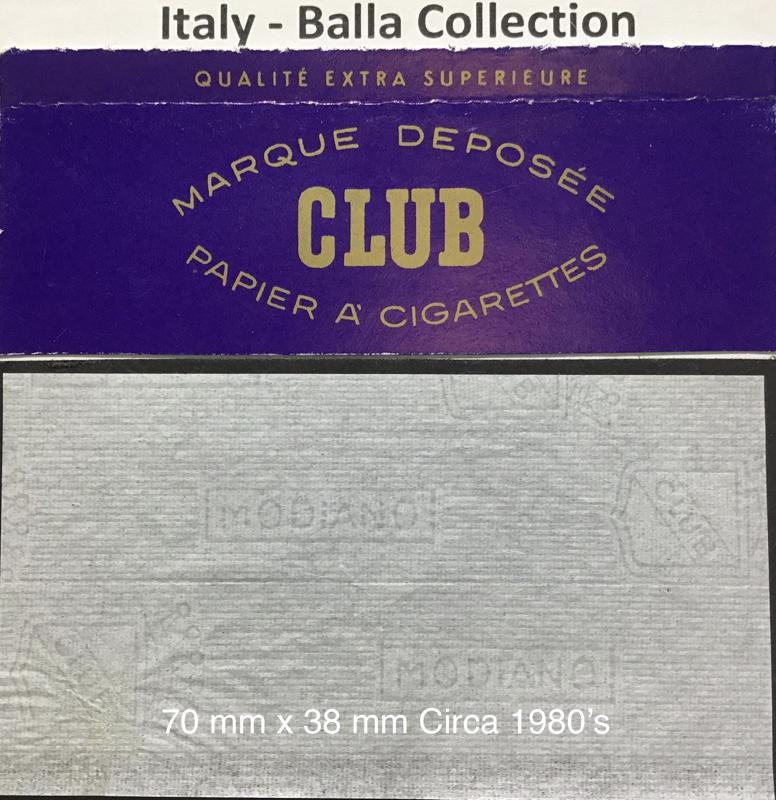 Italy - Balla Collection
QUALITÉ EXTRA SUPERIEURE
MARQUE DEPOSÉE
CLUB
PAPIER A' CIGARETTES
MODIANO
CLUB
MODIANO
70 mm x 38 mm Circa 1980's